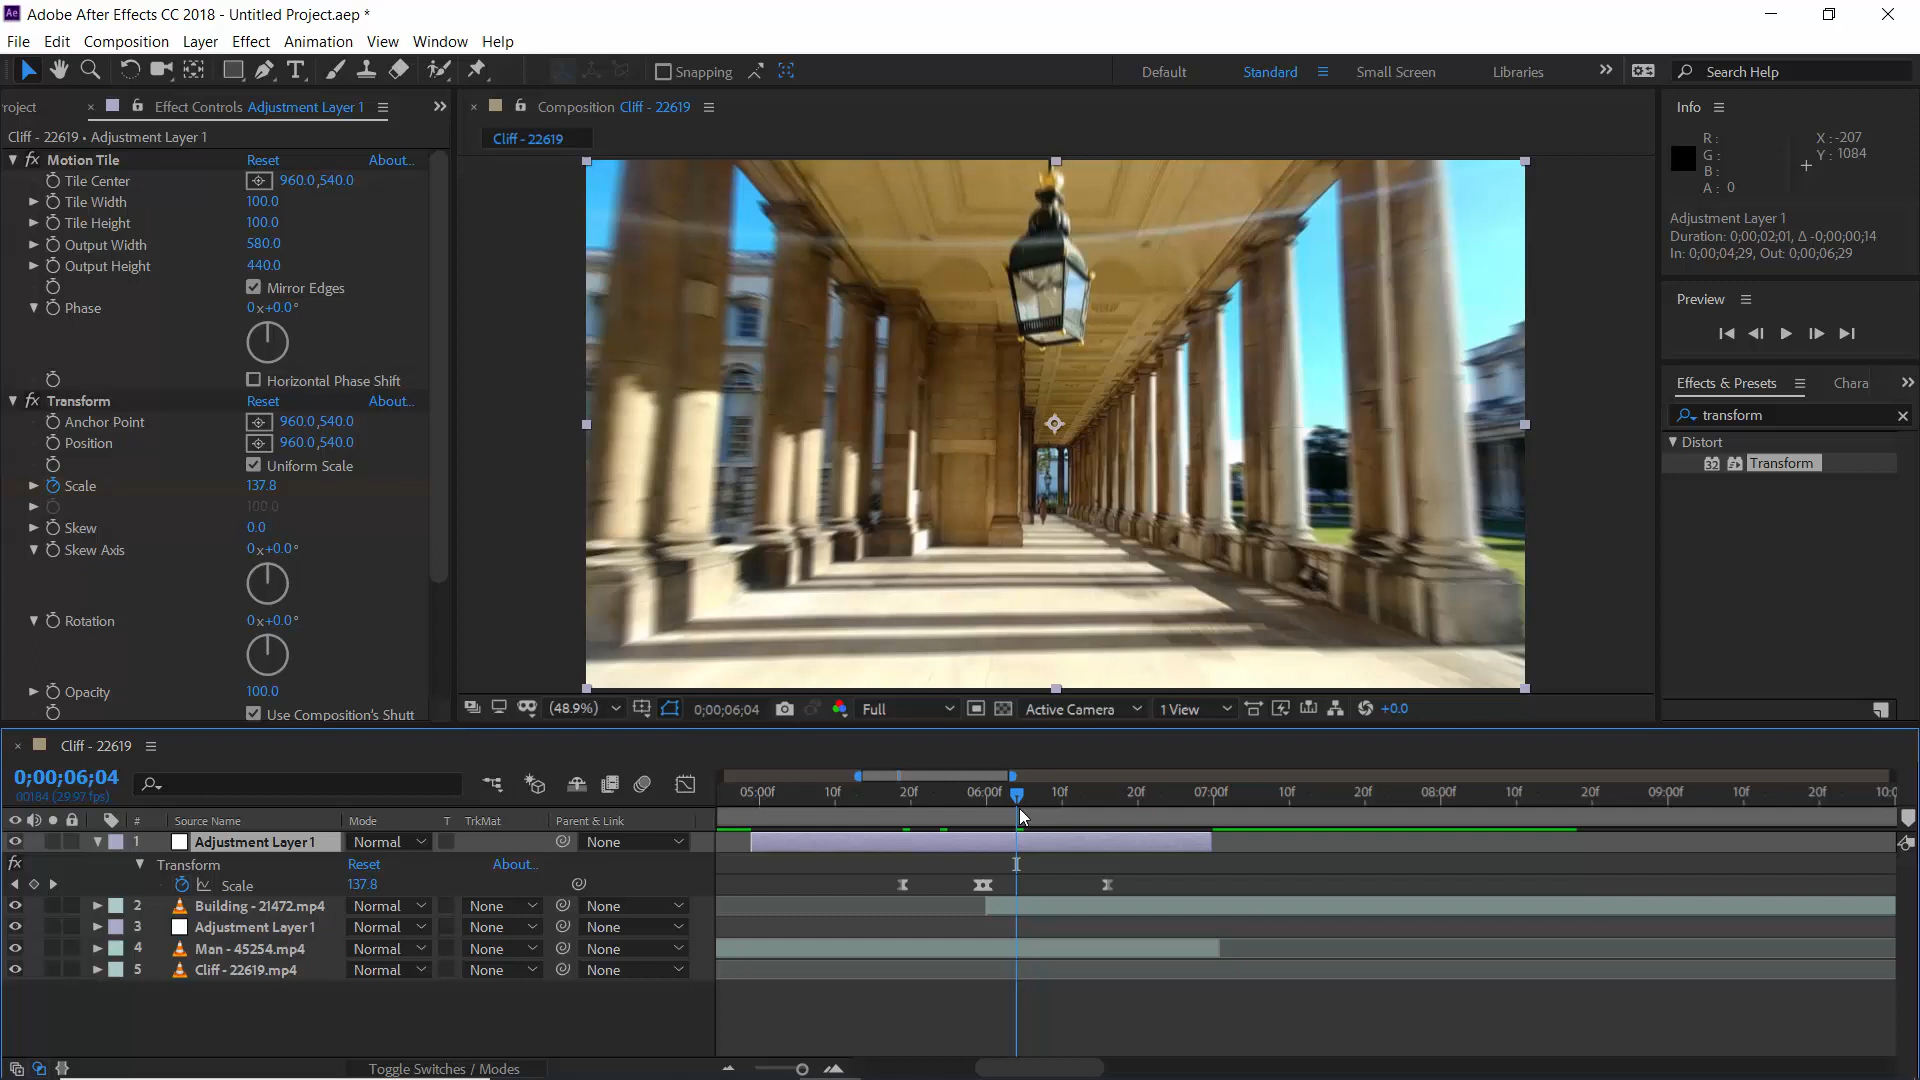 Ae Adobe After Effects CC 2018 - Untitled Project.aep *
File Edit Composition Layer Effect Animation View Window Help
T Snapping Default Standard Small Screen Libraries Search Help
roject Effect Controls Adjustment Layer 1
Cliff - 22619 • Adjustment Layer 1
fx Motion Tile Reset About...
Tile Center 960.0,540.0
Tile Width 100.0
Tile Height 100.0
Output Width 580.0
Output Height 440.0
Mirror Edges
Phase 0x+0.0°
Horizontal Phase Shift
fx Transform Reset About...
Anchor Point 960.0,540.0
Position 960.0,540.0
Uniform Scale
Scale 137.8
100.0
Skew 0.0
Skew Axis 0x+0.0°
Rotation 0x+0.0°
Opacity 100.0
Use Composition's Shutt
Composition Cliff - 22619
Cliff - 22619
(48.9%) 0;00;06;04 Full Active Camera 1 View +0.0
Info
R :
G :
B :
A : 0
X : -207
Y : 1084
Adjustment Layer 1
Duration: 0;00;02;01, Δ -0;00;00;14
In: 0;00;04;29, Out: 0;00;06;29
Preview
Effects & Presets Chara
transform
Distort
32 Transform
Cliff - 22619
0;00;06;04
00184 (29.97 fps)
05:00f 10f 20f 06:00f 10f 20f 07:00f 10f 20f 08:00f 10f 20f 09:00f 10f 20f 10:0
# Source Name Mode T TrkMat Parent & Link
1 Adjustment Layer 1 Normal None
fx Transform Reset About...
Scale 137.8
2 Building - 21472.mp4 Normal None None
3 Adjustment Layer 1 Normal None None
4 Man - 45254.mp4 Normal None None
5 Cliff - 22619.mp4 Normal None None
Toggle Switches / Modes